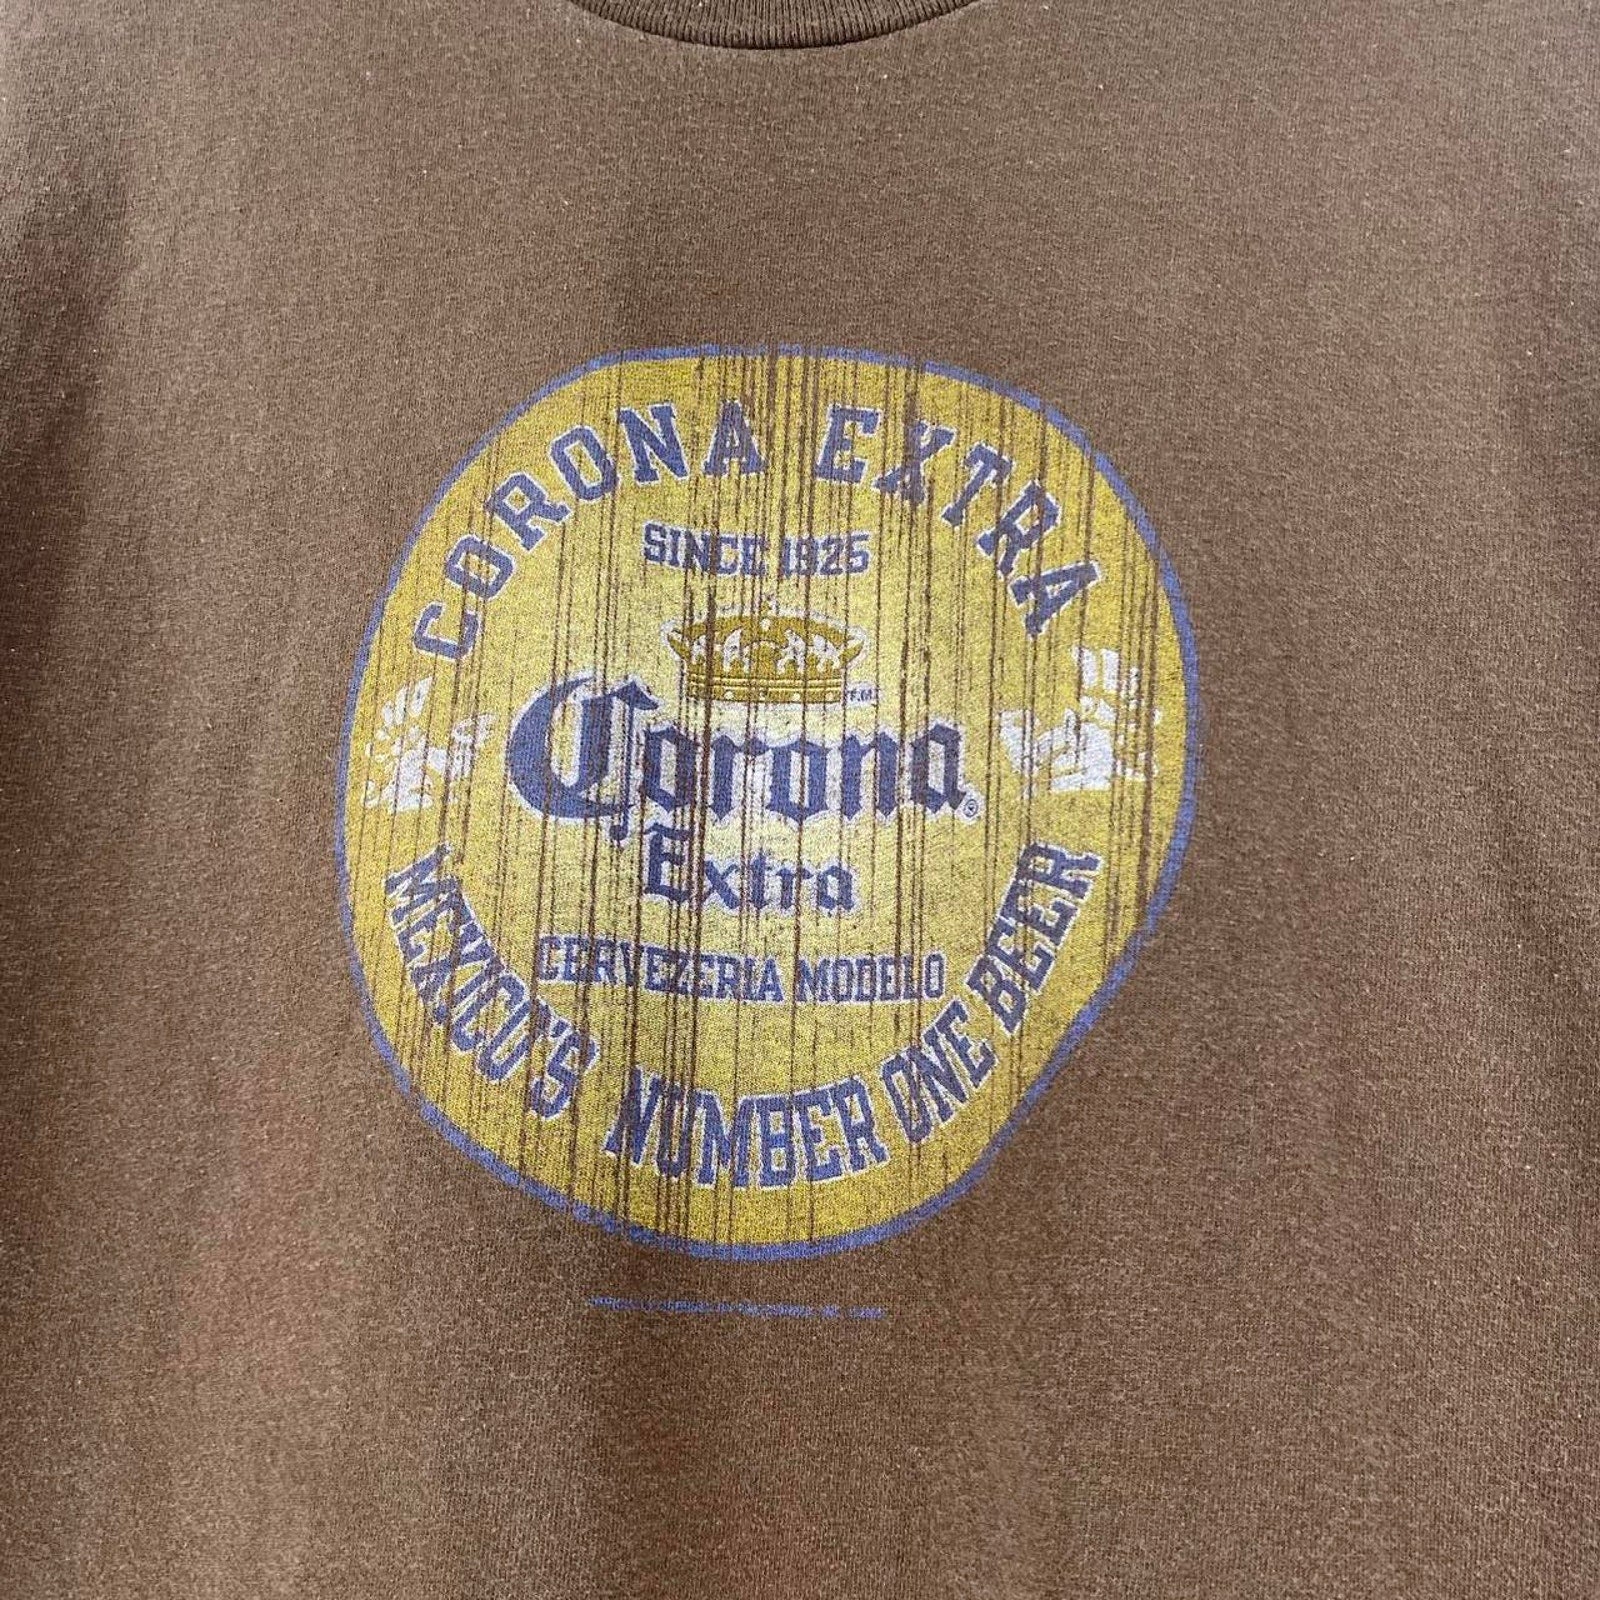 CORONA EXTRA
SINCE 1925
T.M.
Corona®
Extra
CERVEZERIA MODELO
MEXICO'S NUMBER ONE BEER